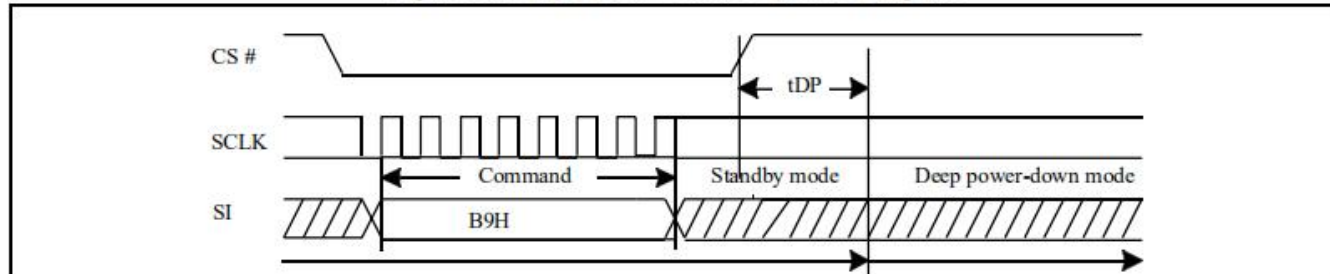 CS #
tDP
SCLK
Command Standby mode Deep power-down mode
SI
B9H